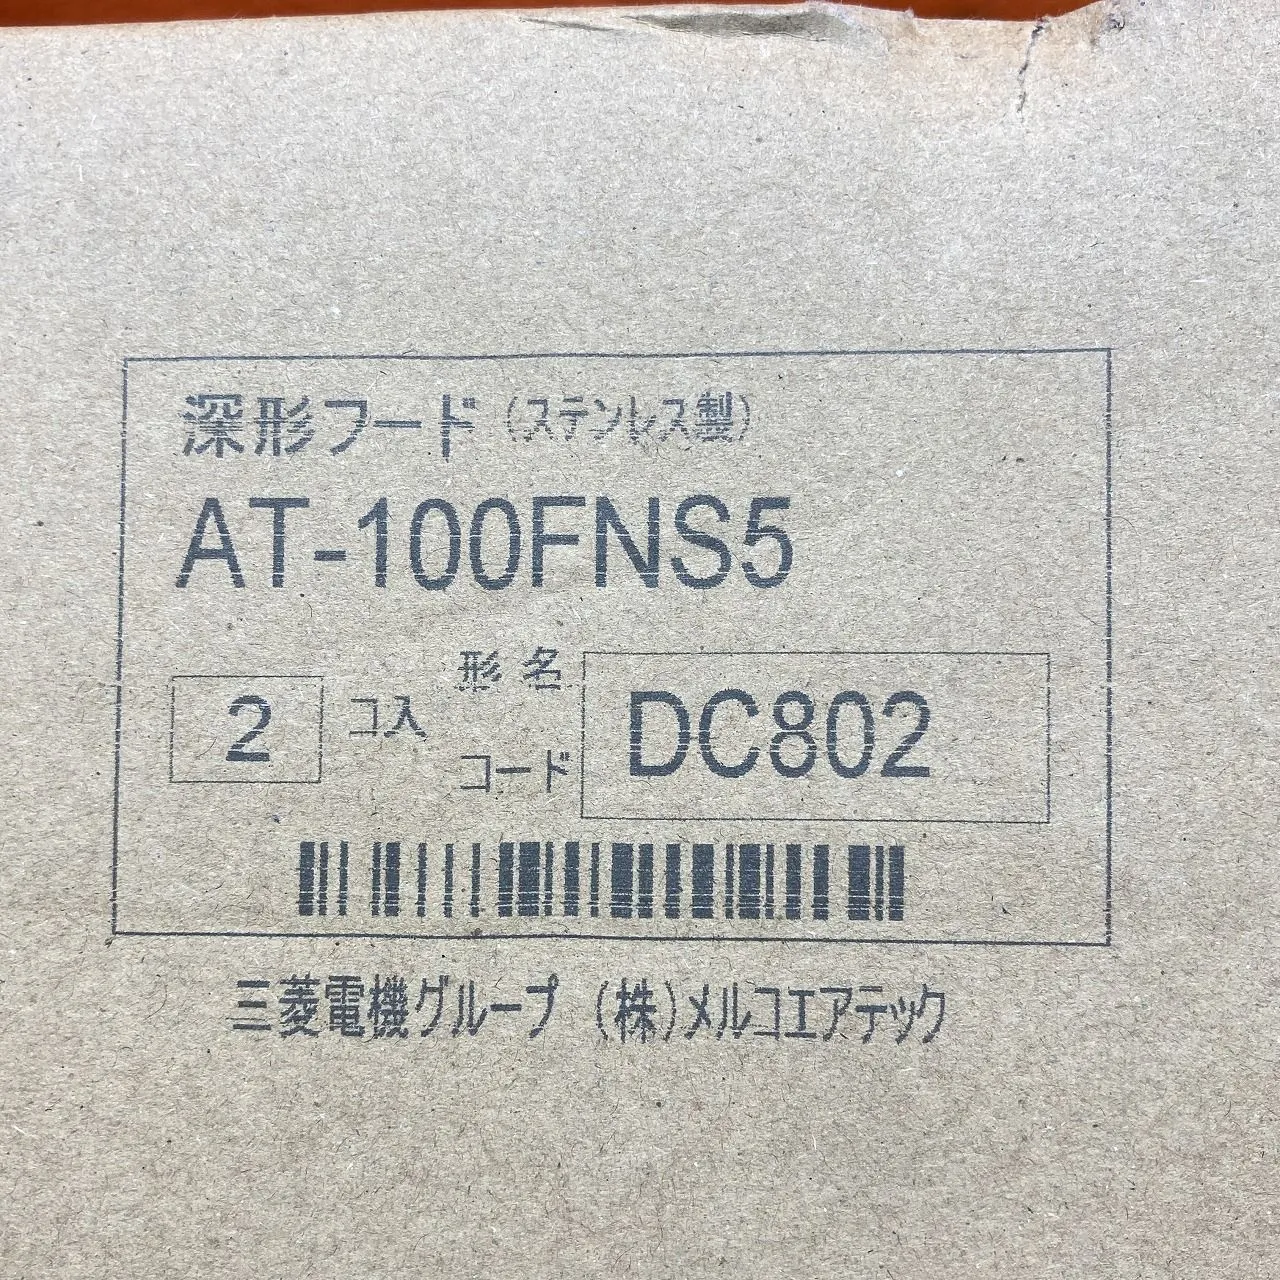 深形フード（ステンレス製）
AT-100FNS5
2 コ入
形名コード DC802
三菱電機グループ（株）メルコエアテック